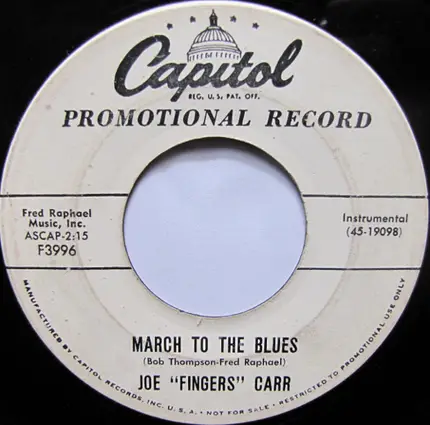 Capitol
REG. U.S. PAT. OFF.
PROMOTIONAL RECORD
Fred Raphael
Music, Inc.
ASCAP-2:15
F3996
Instrumental
(45-19098)
MARCH TO THE BLUES
(Bob Thompson-Fred Raphael)
JOE "FINGERS" CARR
MANUFACTURED BY CAPITOL RECORDS, INC. U.S.A. • NOT FOR SALE • RESTRICTED TO PROMOTIONAL USE ONLY